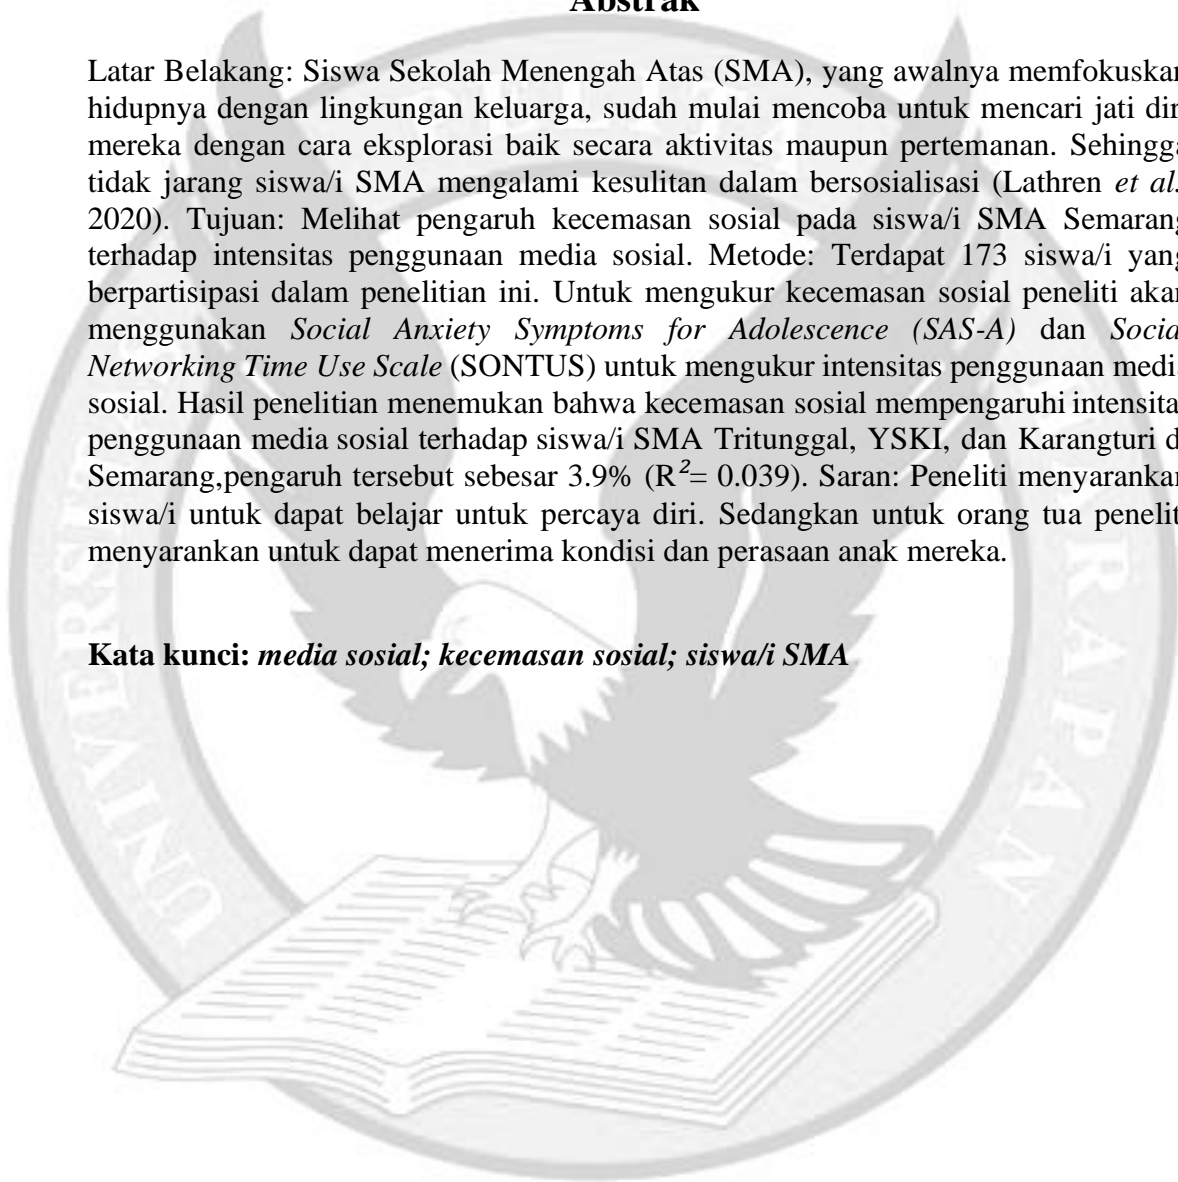 Abstrak
Latar Belakang: Siswa Sekolah Menengah Atas (SMA), yang awalnya memfokuskan
hidupnya dengan lingkungan keluarga, sudah mulai mencoba untuk mencari jati dir
mereka dengan cara eksplorasi baik secara aktivitas maupun pertemanan. Sehingga
tidak jarang siswa/i SMA mengalami kesulitan dalam bersosialisasi (Lathren et al.
2020). Tujuan: Melihat pengaruh kecemasan sosial pada siswa/i SMA Semarang
terhadap intensitas penggunaan media sosial. Metode: Terdapat 173 siswa/i yang
berpartisipasi dalam penelitian ini. Untuk mengukur kecemasan sosial peneliti akan
menggunakan Social Anxiety Symptoms for Adolescence (SAS-A) dan Socia
Networking Time Use Scale (SONTUS) untuk mengukur intensitas penggunaan media
sosial. Hasil penelitian menemukan bahwa kecemasan sosial mempengaruhi intensita
penggunaan media sosial terhadap siswa/i SMA Tritunggal, YSKI, dan Karangturi d
Semarang,pengaruh tersebut sebesar 3.9% (R²= 0.039). Saran: Peneliti menyarankan
siswa/i untuk dapat belajar untuk percaya diri. Sedangkan untuk orang tua penelit
menyarankan untuk dapat menerima kondisi dan perasaan anak mereka.
Kata kunci: media sosial; kecemasan sosial; siswa/i SMA